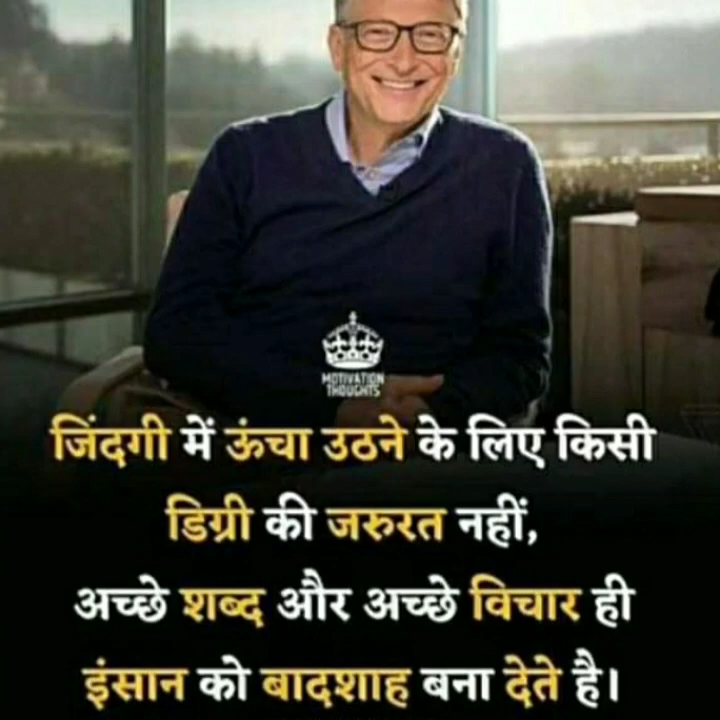 MOTIVATION
THOUGHTS
जिंदगी में ऊंचा उठने के लिए किसी
डिग्री की जरुरत नहीं,
अच्छे शब्द और अच्छे विचार ही
इंसान को बादशाह बना देते है।